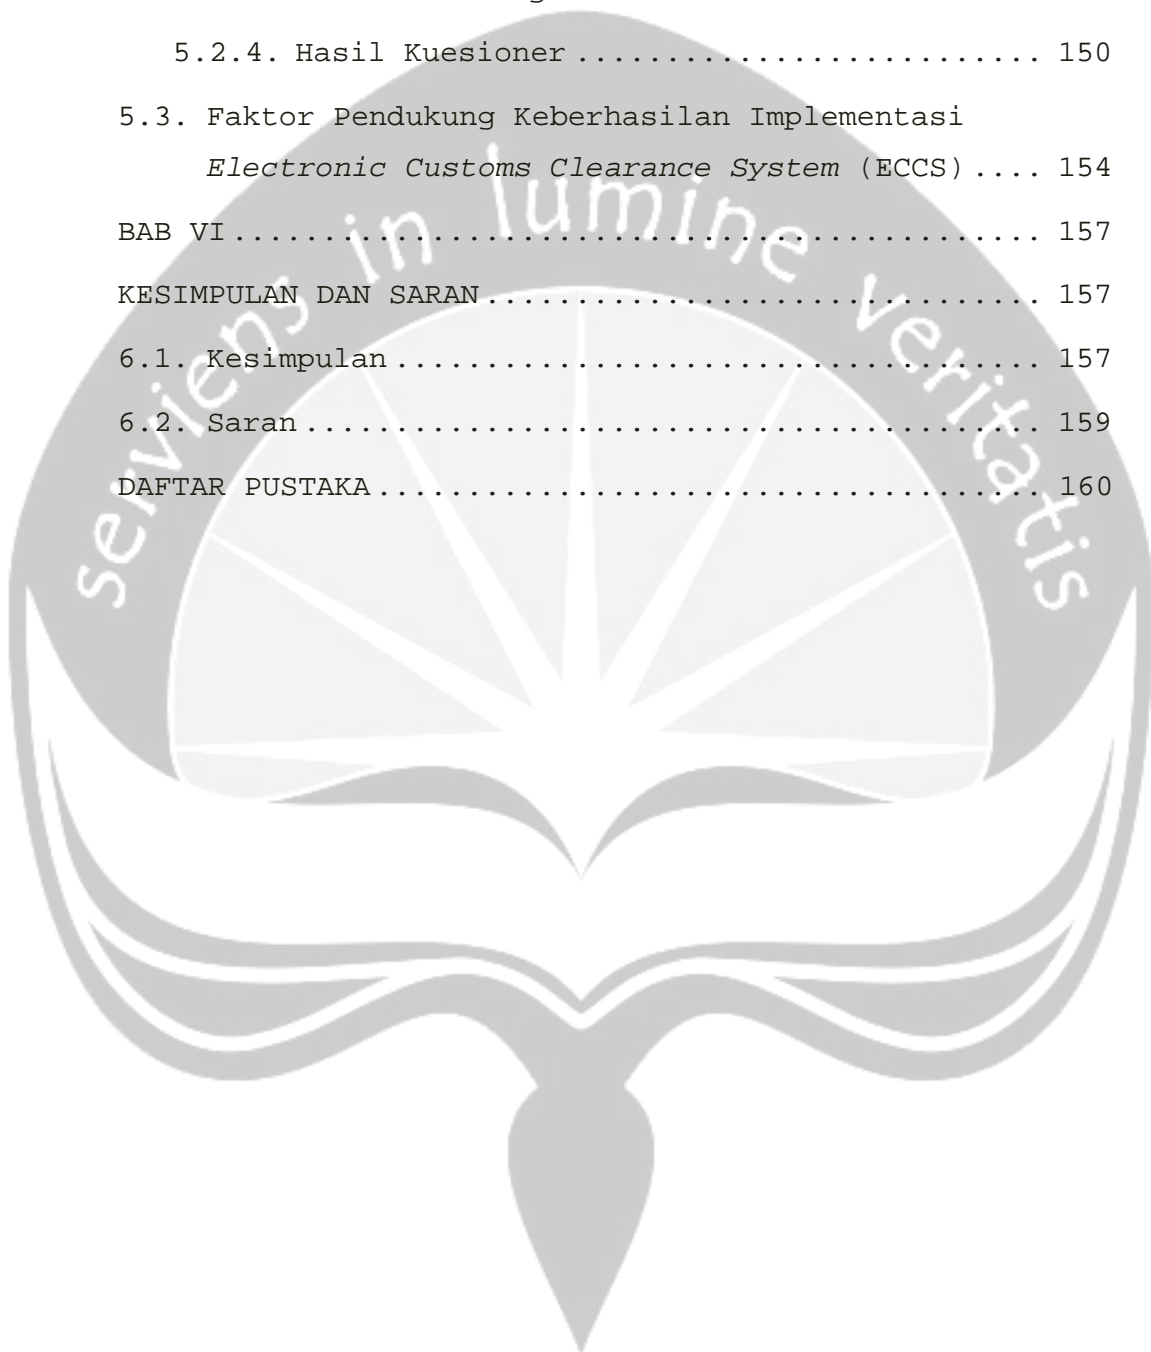 5.2.4. Hasil Kuesioner .......................... 150
5.3. Faktor Pendukung Keberhasilan Implementasi
Electronic Customs Clearance System (ECCS) .... 154
BAB VI ............................................. 157
KESIMPULAN DAN SARAN ............................... 157
6.1. Kesimpulan .................................... 157
6.2. Saran ......................................... 159
DAFTAR PUSTAKA ..................................... 160
serviens in lumine veritatis